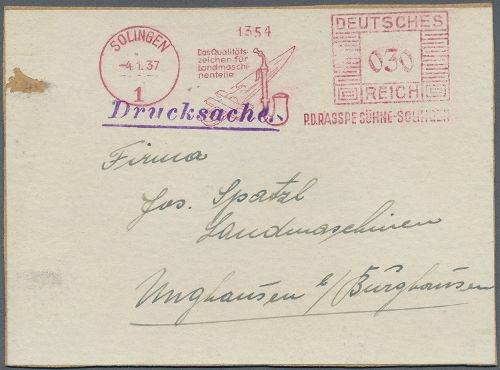 1354
SOLINGEN
-4.1.37
1
Das Qualitäts-
zeichen für
Landmaschi-
nenteile
DEUTSCHES
030
REICH
P.D. RASSPE SÖHNE-SOLINGEN
Drucksache.
Firma
Jos. Spatzl
Landmaschinen
Unghausen b/Burghausen